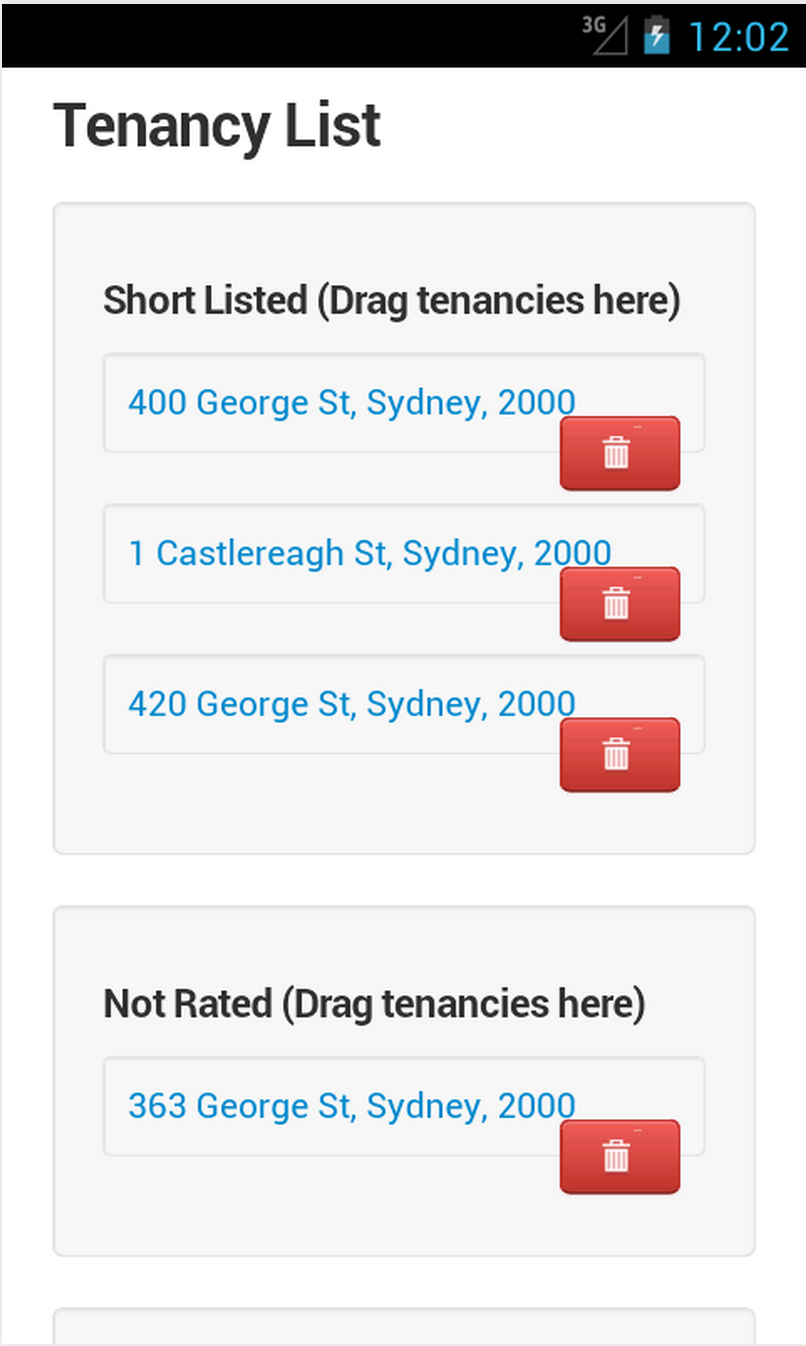 3G 12:02
Tenancy List
Short Listed (Drag tenancies here)
400 George St, Sydney, 2000
1 Castlereagh St, Sydney, 2000
420 George St, Sydney, 2000
Not Rated (Drag tenancies here)
363 George St, Sydney, 2000